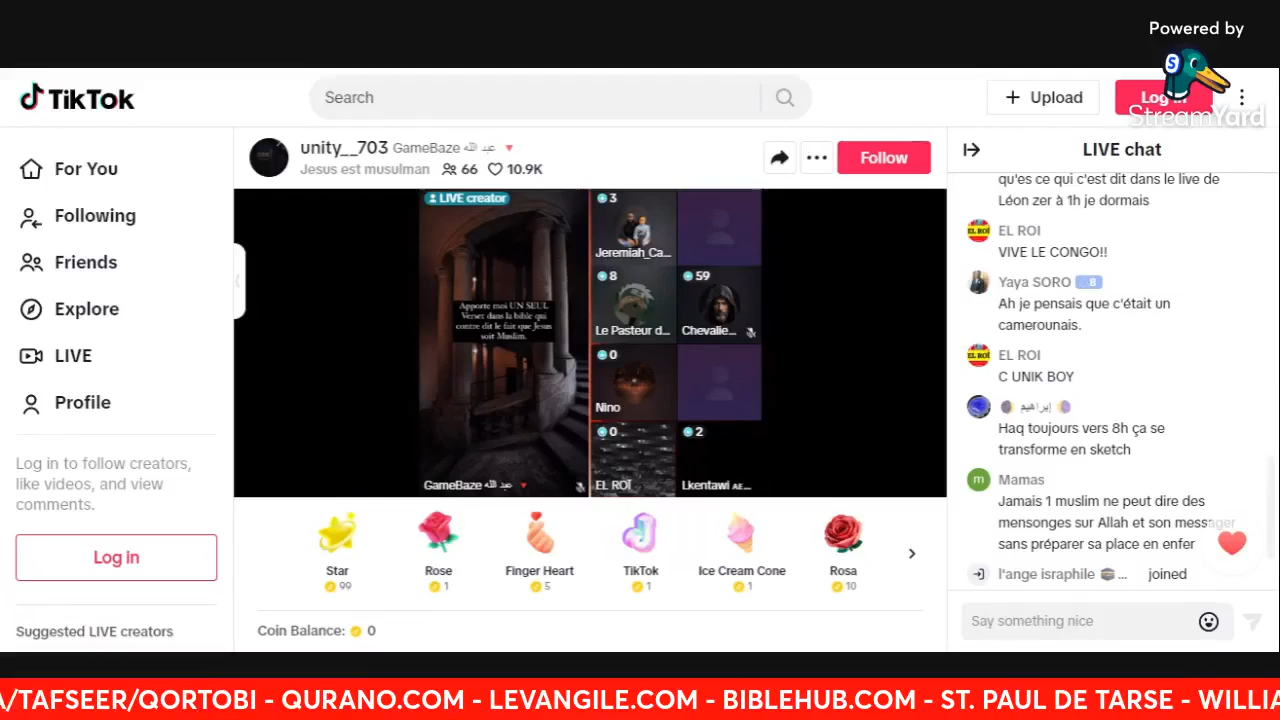 Powered by
StreamYard
TikTok
Search
Upload
Log in
For You
Following
Friends
Explore
LIVE
Profile
Log in to follow creators,
like videos, and view
comments.
Log in
Suggested LIVE creators
unity__703 GameBaze عبد الله 🔻
Jesus est musulman 66 10.9K
Follow
LIVE creator
Apporte moi UN SEUL
Verset dans la bible qui
contre dit le fait que Jesus
soit Muslim.
GameBaze عبد الله 🔻
3
Jeremiah_Ca...
8
Le Pasteur d...
59
Chevalie...
0
Nino
0
EL ROÏ
2
Lkentawi AE...
Star
99
Rose
1
Finger Heart
5
TikTok
1
Ice Cream Cone
1
Rosa
10
Coin Balance: 0
LIVE chat
qu'es ce qui c'est dit dans le live de
Léon zer à 1h je dormais
EL ROI
VIVE LE CONGO!!
Yaya SORO 8
Ah je pensais que c'était un
camerounais.
EL ROI
C UNIK BOY
إبراهيم
Haq toujours vers 8h ça se
transforme en sketch
Mamas
Jamais 1 muslim ne peut dire des
mensonges sur Allah et son messager
sans préparer sa place en enfer
l'ange israphile ... joined
Say something nice
A/TAFSEER/QORTOBI - QURANO.COM - LEVANGILE.COM - BIBLEHUB.COM - ST. PAUL DE TARSE - WILLIA